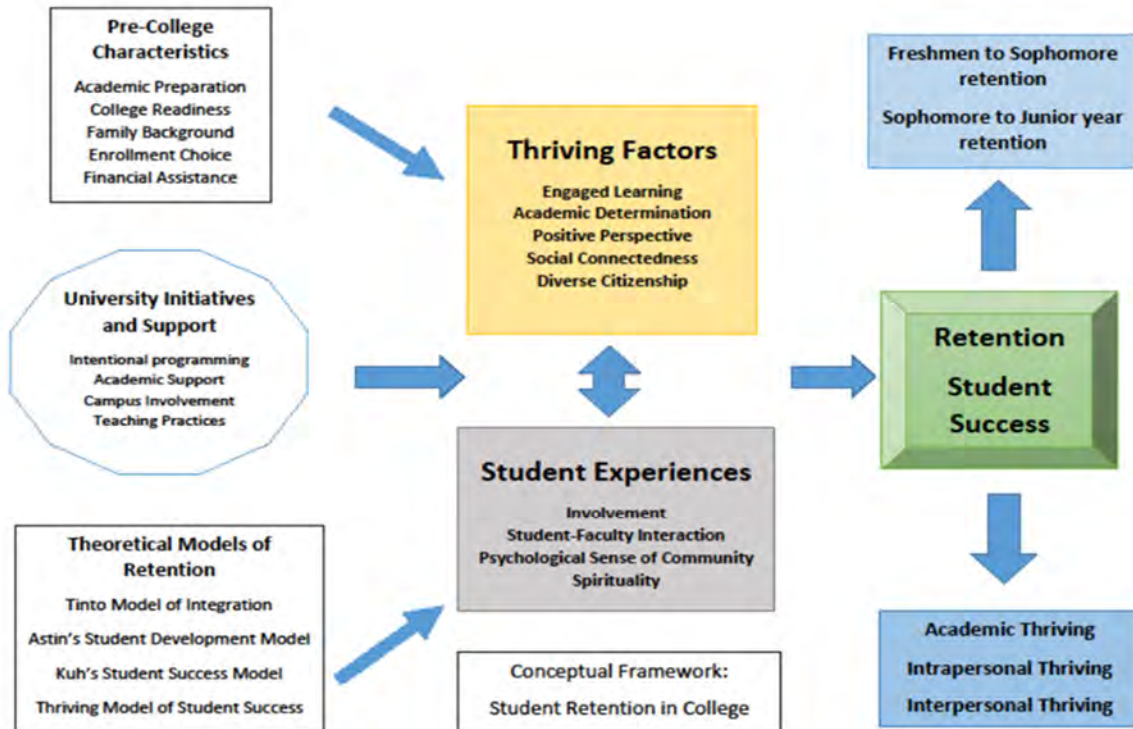 Pre-College
Characteristics
Academic Preparation
College Readiness
Family Background
Enrollment Choice
Financial Assistance
University Initiatives
and Support
Intentional programming
Academic Support
Campus Involvement
Teaching Practices
Theoretical Models of
Retention
Tinto Model of Integration
Astin's Student Development Model
Kuh's Student Success Model
Thriving Model of Student Success
Thriving Factors
Engaged Learning
Academic Determination
Positive Perspective
Social Connectedness
Diverse Citizenship
Student Experiences
Involvement
Student-Faculty Interaction
Psychological Sense of Community
Spirituality
Conceptual Framework:
Student Retention in College
Freshmen to Sophomore
retention
Sophomore to Junior year
retention
Retention
Student
Success
Academic Thriving
Intrapersonal Thriving
Interpersonal Thriving